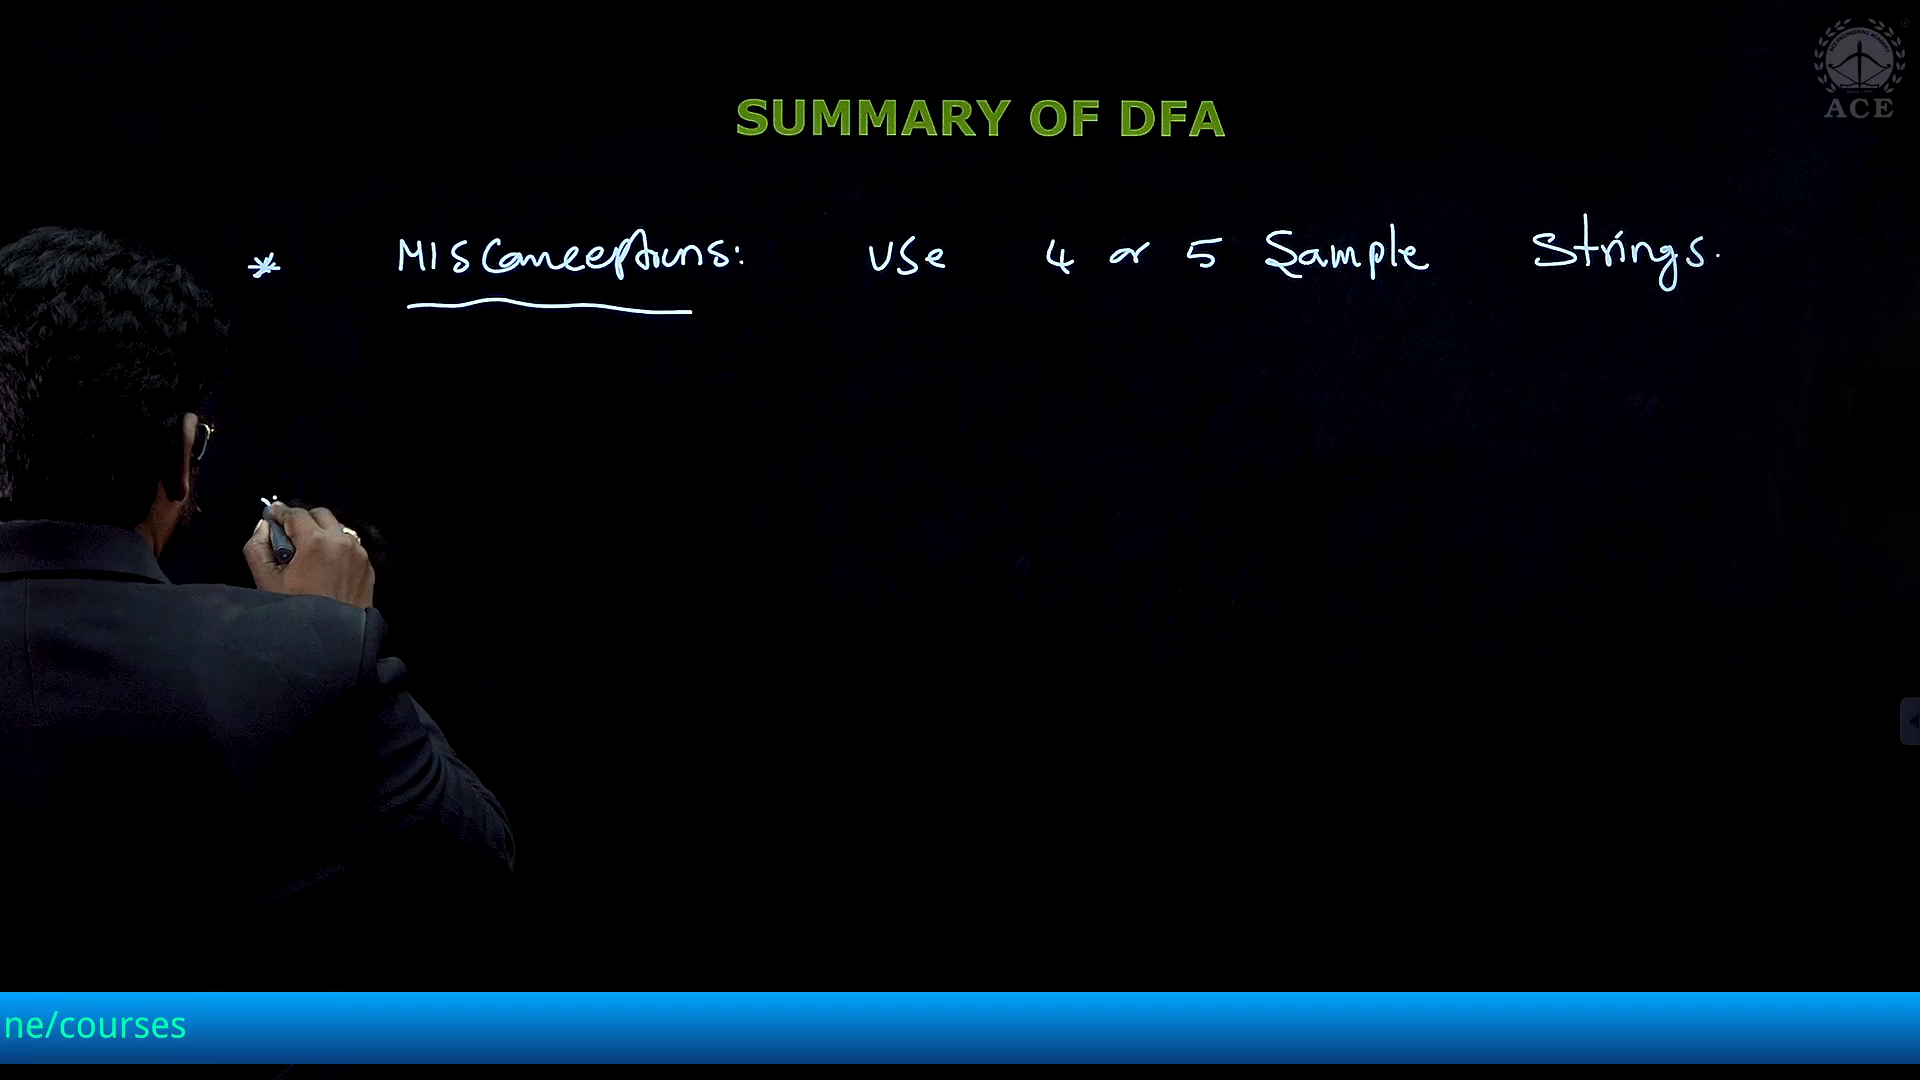 ACE
SUMMARY OF DFA
* Misconceptions: Use 4 or 5 Sample Strings.
ne/courses